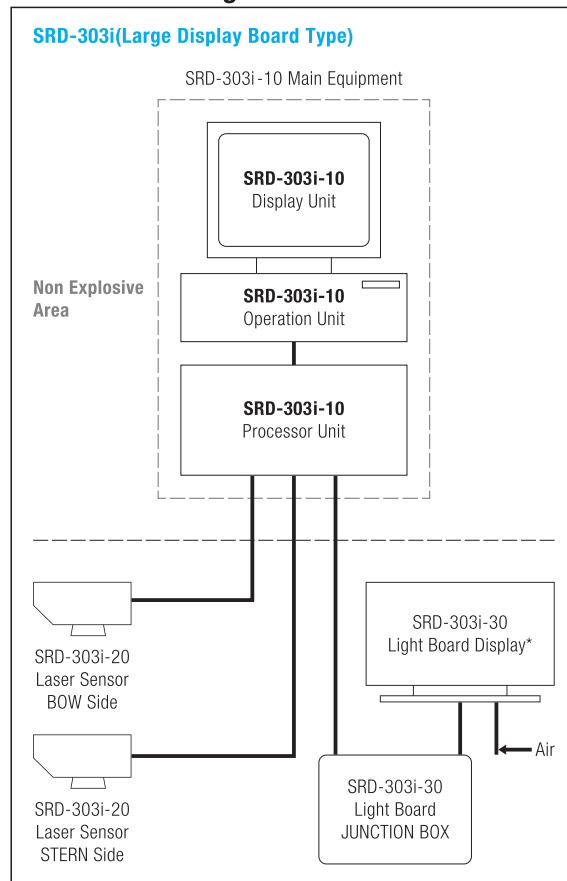 SRD-303i(Large Display Board Type)
SRD-303i-10 Main Equipment
SRD-303i-10
Display Unit
Non Explosive
Area
SRD-303i-10
Operation Unit
SRD-303i-10
Processor Unit
SRD-303i-20
Laser Sensor
BOW Side
SRD-303i-30
Light Board Display*
Air
SRD-303i-20
Laser Sensor
STERN Side
SRD-303i-30
Light Board
JUNCTION BOX